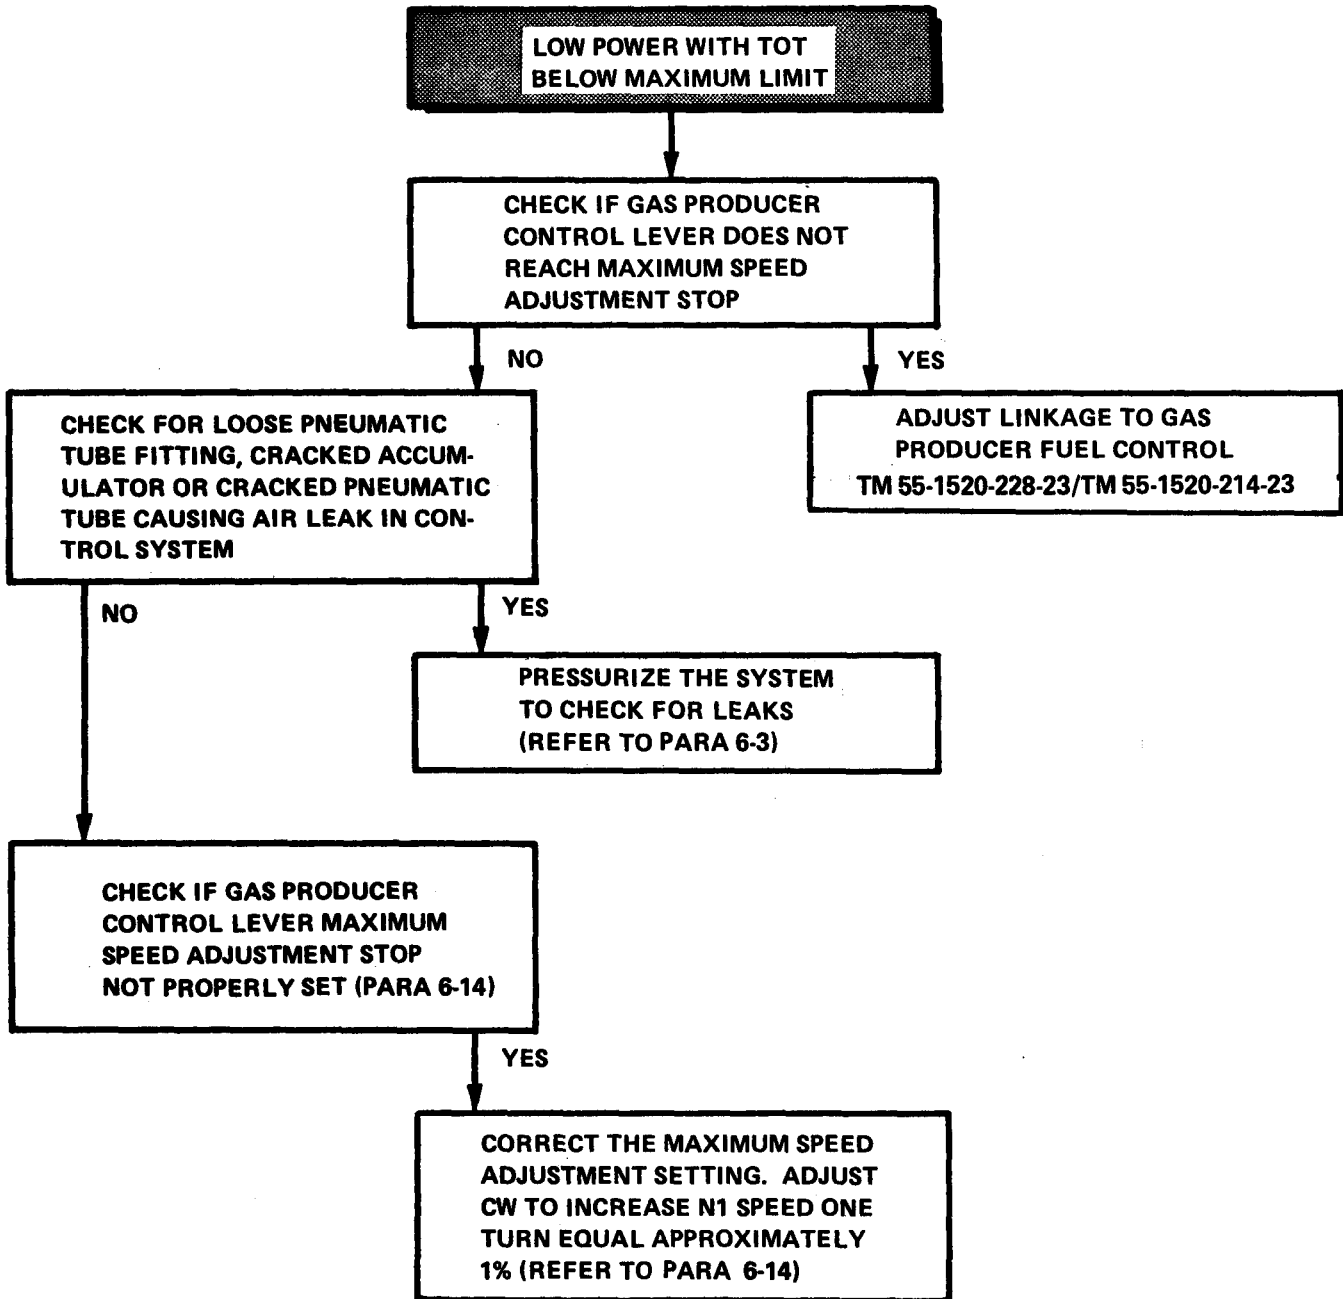 LOW POWER WITH TOT
BELOW MAXIMUM LIMIT
CHECK IF GAS PRODUCER
CONTROL LEVER DOES NOT
REACH MAXIMUM SPEED
ADJUSTMENT STOP
NO
YES
CHECK FOR LOOSE PNEUMATIC
TUBE FITTING, CRACKED ACCUM-
ULATOR OR CRACKED PNEUMATIC
TUBE CAUSING AIR LEAK IN CON-
TROL SYSTEM
ADJUST LINKAGE TO GAS
PRODUCER FUEL CONTROL
TM 55-1520-228-23/TM 55-1520-214-23
NO
YES
PRESSURIZE THE SYSTEM
TO CHECK FOR LEAKS
(REFER TO PARA 6-3)
CHECK IF GAS PRODUCER
CONTROL LEVER MAXIMUM
SPEED ADJUSTMENT STOP
NOT PROPERLY SET (PARA 6-14)
YES
CORRECT THE MAXIMUM SPEED
ADJUSTMENT SETTING. ADJUST
CW TO INCREASE N1 SPEED ONE
TURN EQUAL APPROXIMATELY
1% (REFER TO PARA 6-14)